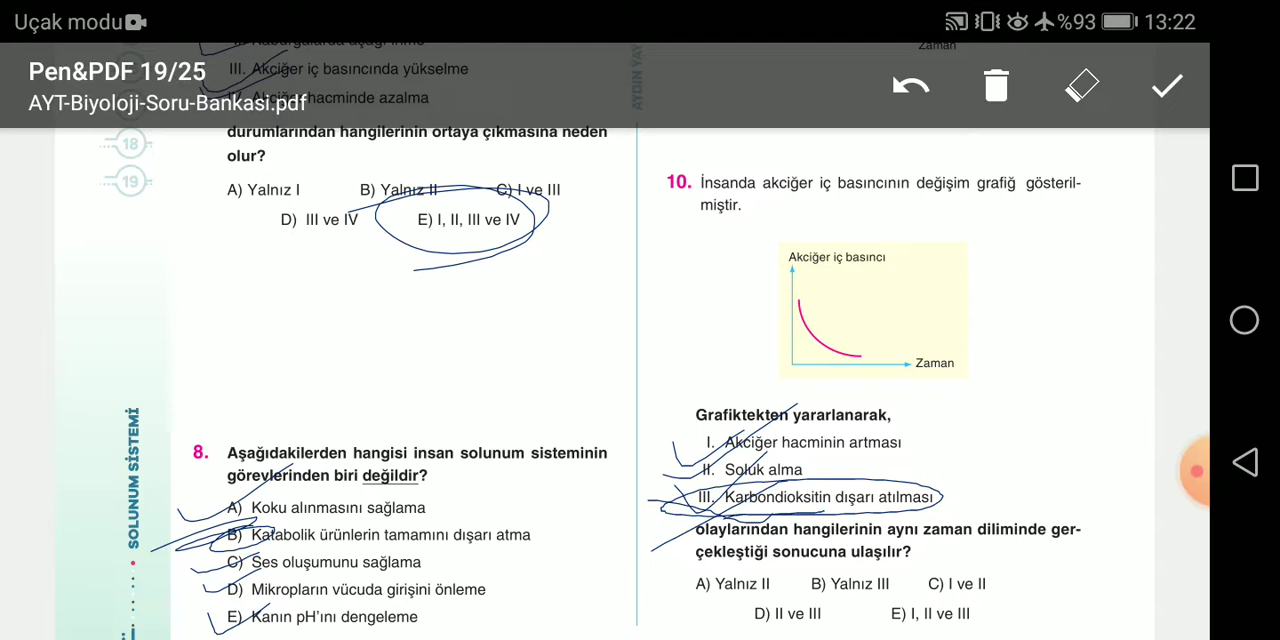 Uçak modu
%93
13:22
Zaman
III. Akciğer iç basıncında yükselme
Pen&PDF 19/25
AYT-Biyoloji-Soru-Bankasi.pdf
hacminde azalma
AYDIN YAY
18
19
durumlarından hangilerinin ortaya çıkmasına neden
olur?
A) Yalnız I B) Yalnız II C) I ve III
D) III ve IV E) I, II, III ve IV
8. Aşağıdakilerden hangisi insan solunum sisteminin
görevlerinden biri değildir?
A) Koku alınmasını sağlama
B) Katabolik ürünlerin tamamını dışarı atma
C) Ses oluşumunu sağlama
D) Mikropların vücuda girişini önleme
E) Kanın pH'ını dengeleme
SOLUNUM SİSTEMİ
10. İnsanda akciğer iç basıncının değişim grafiğ gösteril-
miştir.
Akciğer iç basıncı
Zaman
Grafiktekten yararlanarak,
I. Akciğer hacminin artması
II. Soluk alma
III. Karbondioksitin dışarı atılması
olaylarından hangilerinin aynı zaman diliminde ger-
çekleştiği sonucuna ulaşılır?
A) Yalnız II B) Yalnız III C) I ve II
D) II ve III E) I, II ve III